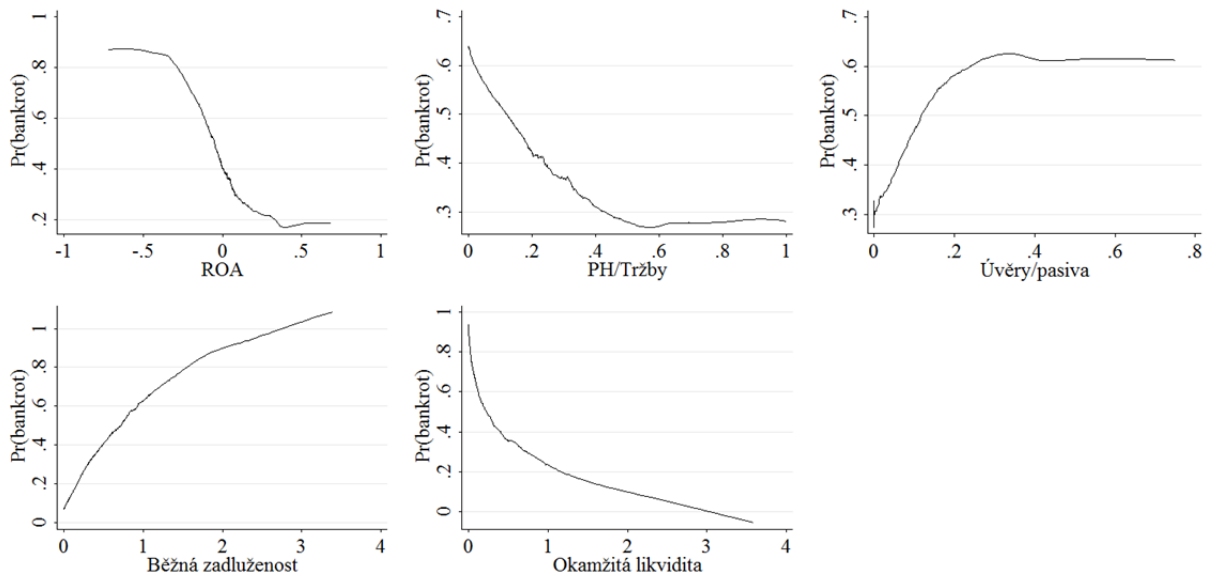 Pr(bankrot)
1
.8
.6
.4
.2
-1 -.5 0 .5 1
ROA
Pr(bankrot)
.7
.6
.5
.4
.3
0 .2 .4 .6 .8 1
PH/Tržby
Pr(bankrot)
.7
.6
.5
.4
.3
0 .2 .4 .6 .8
Úvěry/pasiva
Pr(bankrot)
1
.8
.6
.4
.2
0
0 1 2 3 4
Běžná zadluženost
Pr(bankrot)
1
.8
.6
.4
.2
0
0 1 2 3 4
Okamžitá likvidita